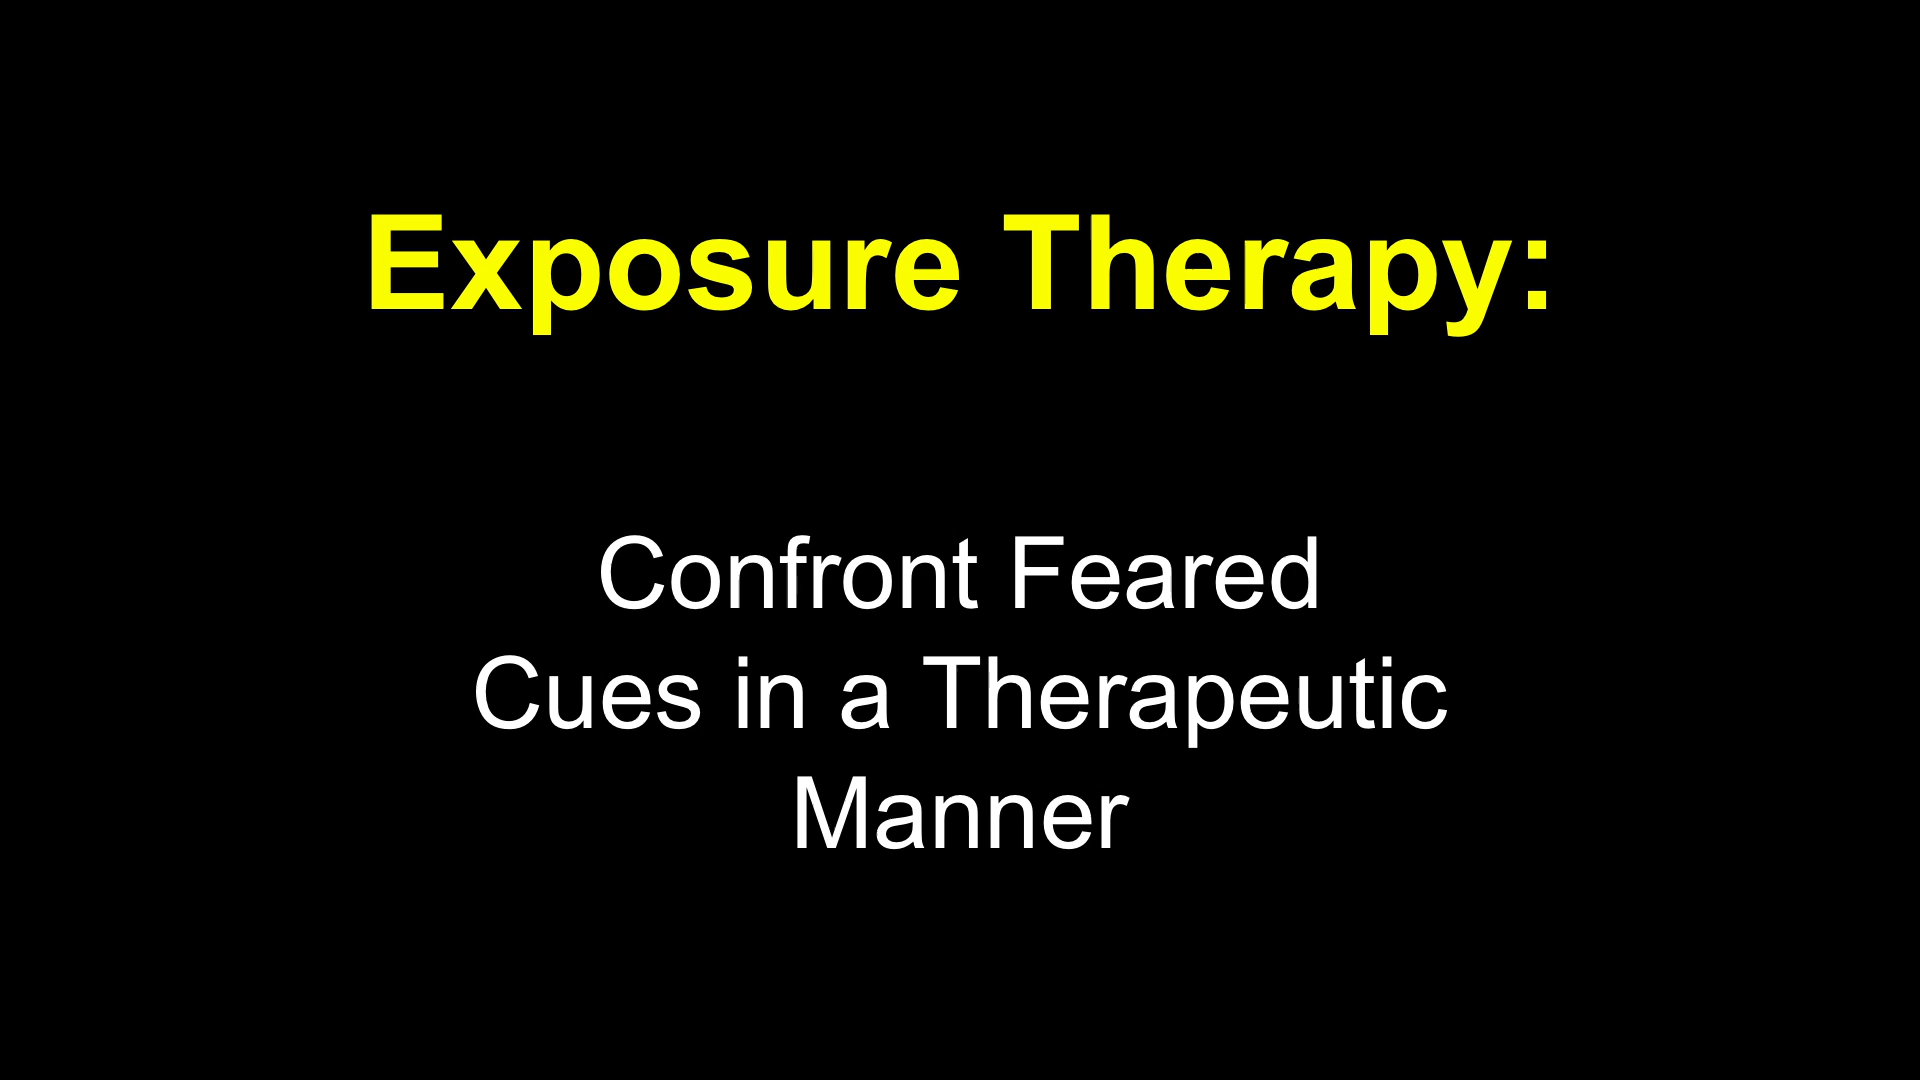 Exposure Therapy:
Confront Feared
Cues in a Therapeutic
Manner